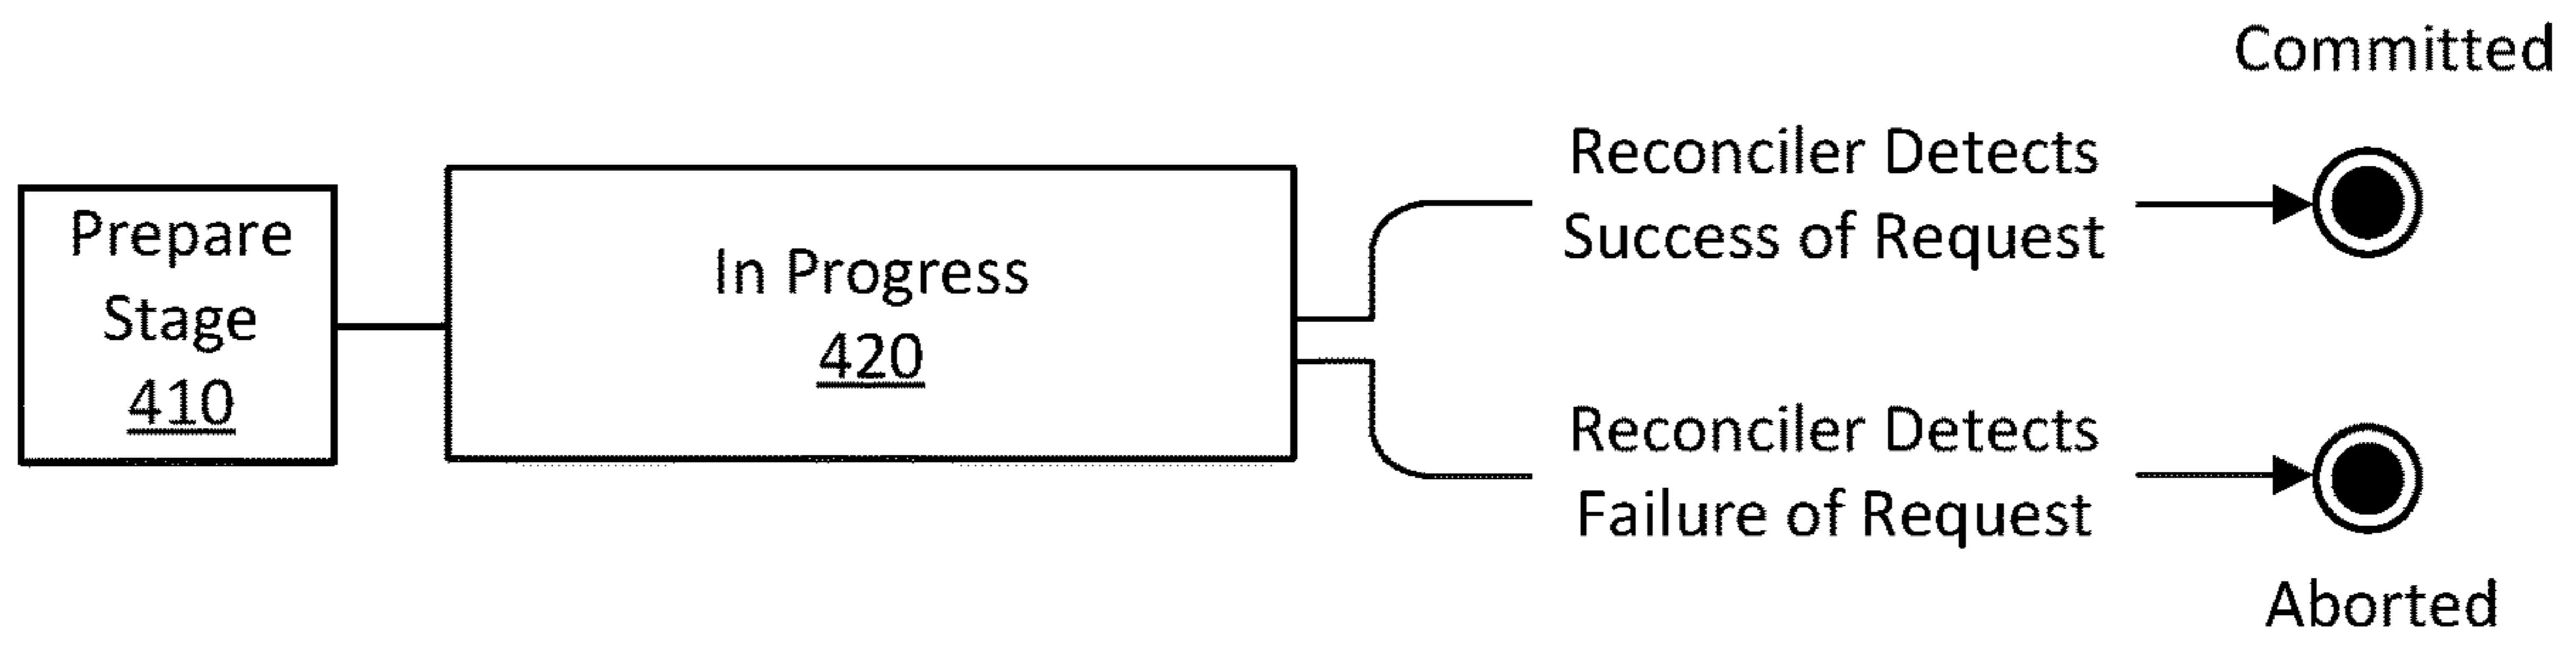 Prepare
Stage
410
In Progress
420
Reconciler Detects
Success of Request
Committed
Reconciler Detects
Failure of Request
Aborted